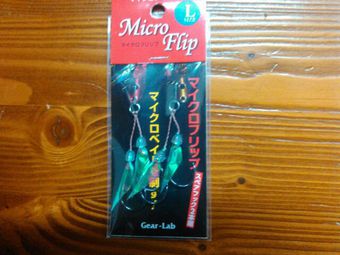 Micro
Flip
マイクロフリップ
L
SIZE
マイクロフリップ
マイクロベイト
Gear-Lab